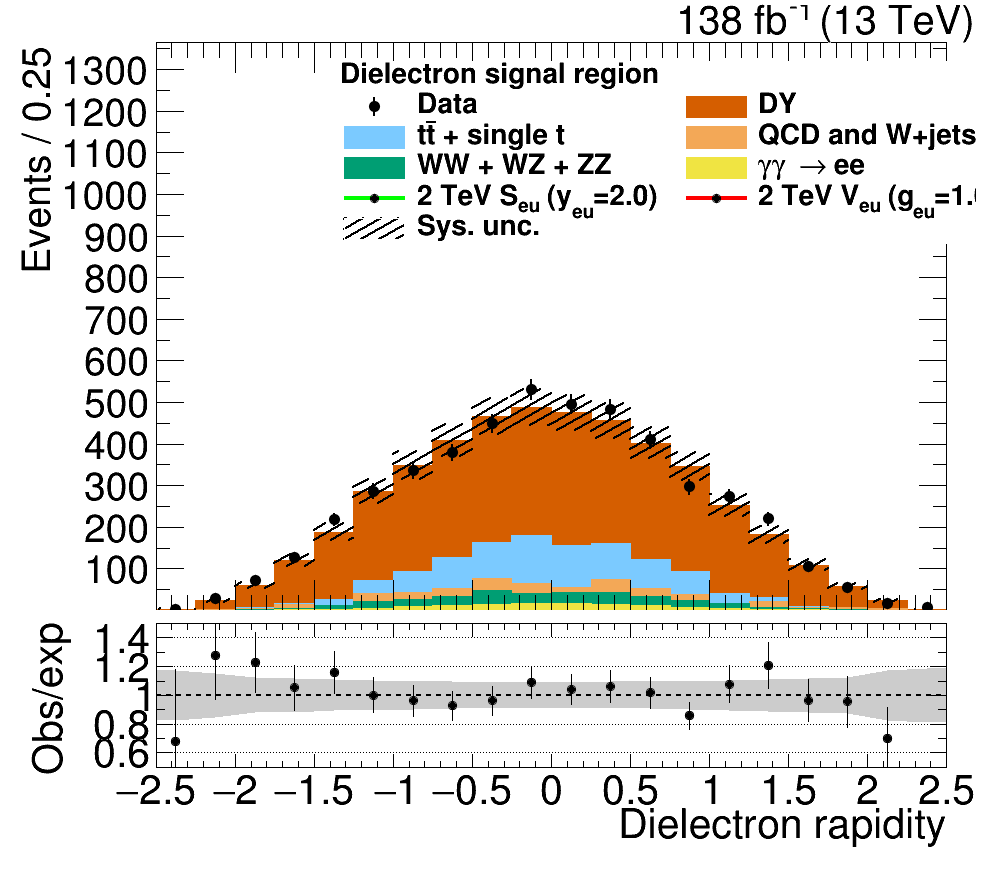 138 fb⁻¹ (13 TeV)
Events / 0.25
1300
1200
1100
1000
900
800
700
600
500
400
300
200
100
Dielectron signal region
Data
DY
tt̄ + single t
QCD and W+jets
WW + WZ + ZZ
γγ → ee
2 TeV S_eu (y_eu=2.0)
2 TeV V_eu (g_eu=1.0
Sys. unc.
Obs/exp
1.4
1.2
1
0.8
0.6
−2.5 −2 −1.5 −1 −0.5 0 0.5 1 1.5 2 2.5
Dielectron rapidity